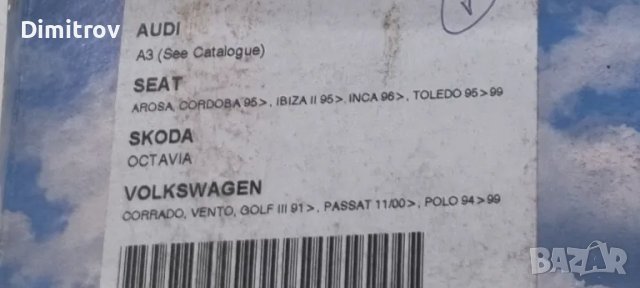 Dimitrov
AUDI
A3 (See Catalogue)
SEAT
AROSA, CORDOBA 95>, IBIZA II 95>, INCA 96>, TOLEDO 95>99
SKODA
OCTAVIA
VOLKSWAGEN
CORRADO, VENTO, GOLF III 91>, PASSAT 11/00>, POLO 94>99
BAZAR